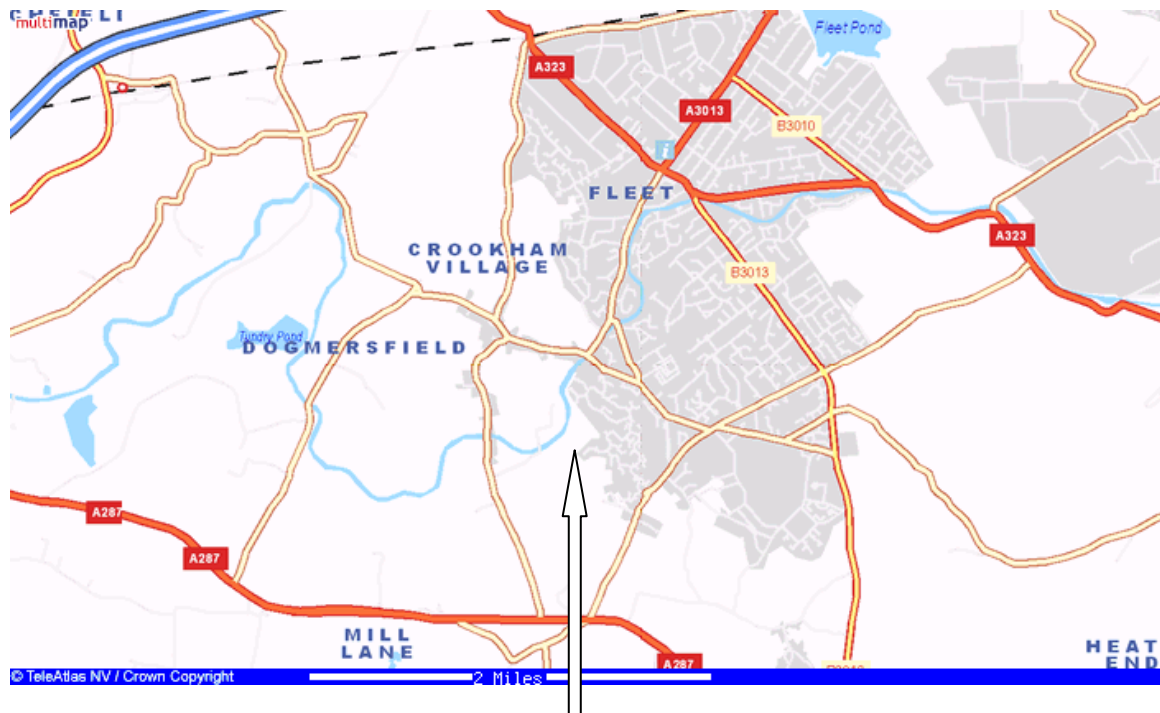 multimap
Fleet Pond
A323
A3013
B3010
FLEET
A323
CROOKHAM
VILLAGE
B3013
Tundry Pond
DOGMERSFIELD
A287
A287
MILL
LANE
A287
HEAT
END
© TeleAtlas NV / Crown Copyright
2 Miles